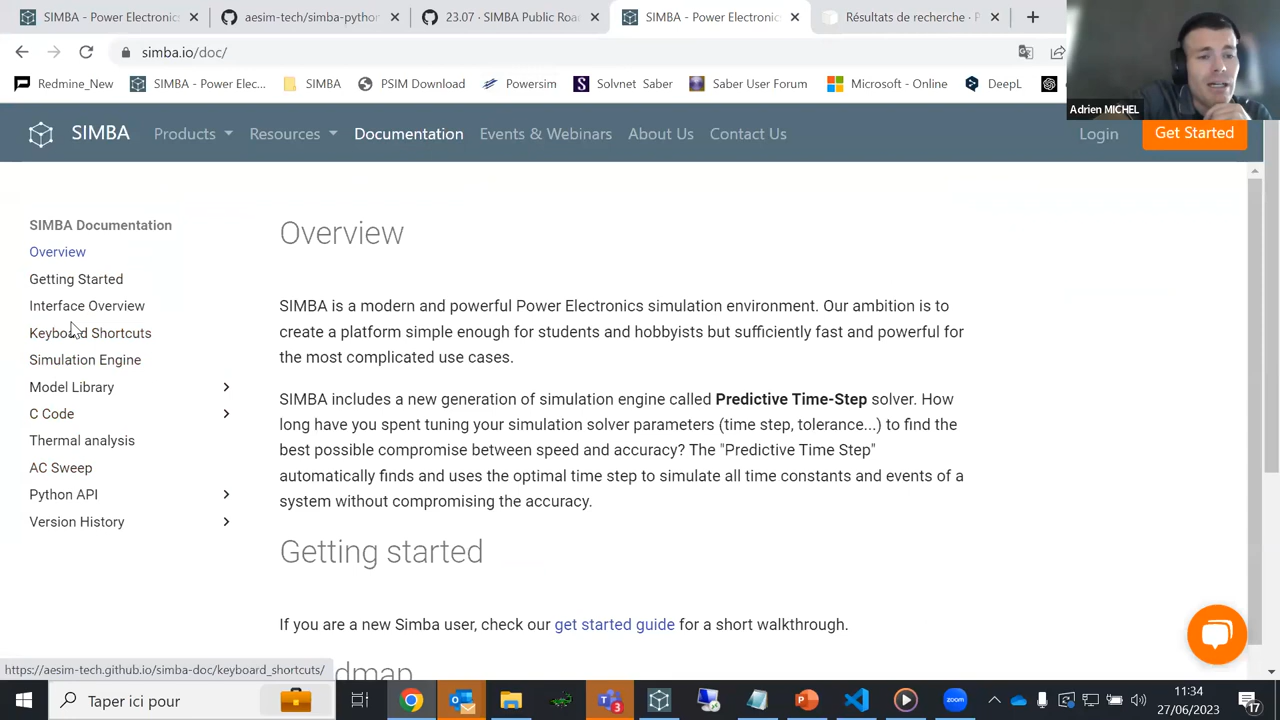 SIMBA - Power Electronics
aesim-tech/simba-python
23.07 · SIMBA Public Roa
SIMBA - Power Electronics
Résultats de recherche · P
simba.io/doc/
Redmine_New
SIMBA - Power Elec...
SIMBA
PSIM Download
Powersim
Solvnet Saber
Saber User Forum
Microsoft - Online
DeepL
Adrien MICHEL
SIMBA
Products
Resources
Documentation
Events & Webinars
About Us
Contact Us
Login
Get Started
SIMBA Documentation
Overview
Getting Started
Interface Overview
Keyboard Shortcuts
Simulation Engine
Model Library
C Code
Thermal analysis
AC Sweep
Python API
Version History
Overview
SIMBA is a modern and powerful Power Electronics simulation environment. Our ambition is to
create a platform simple enough for students and hobbyists but sufficiently fast and powerful for
the most complicated use cases.
SIMBA includes a new generation of simulation engine called Predictive Time-Step solver. How
long have you spent tuning your simulation solver parameters (time step, tolerance...) to find the
best possible compromise between speed and accuracy? The "Predictive Time Step"
automatically finds and uses the optimal time step to simulate all time constants and events of a
system without compromising the accuracy.
Getting started
If you are a new Simba user, check our get started guide for a short walkthrough.
https://aesim-tech.github.io/simba-doc/keyboard_shortcuts/
Taper ici pour
zoom
11:34
27/06/2023
17